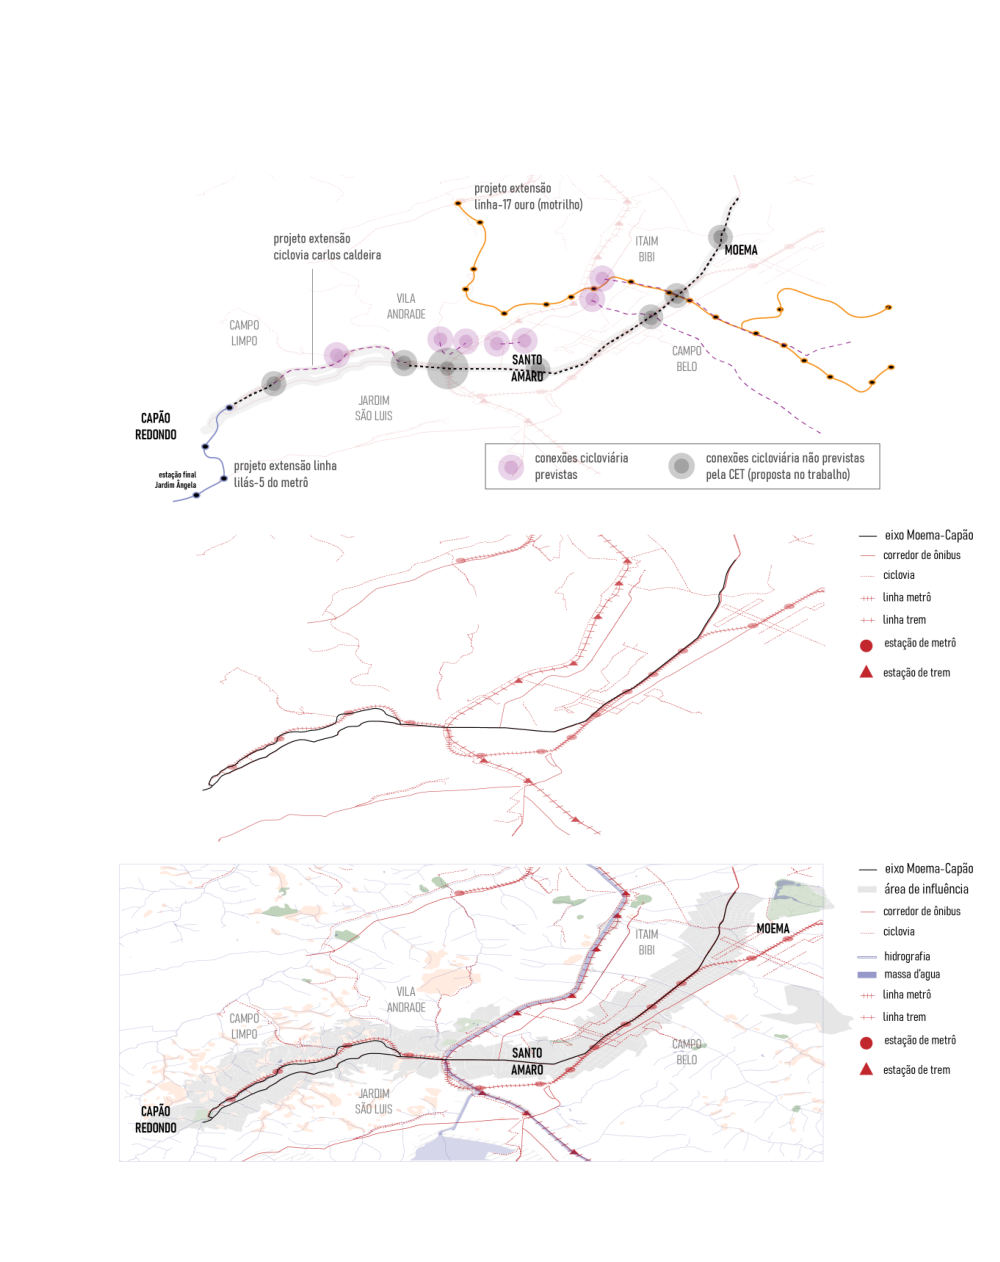 projeto extensão
linha-17 ouro (motrilho)
projeto extensão
ciclovia carlos caldeira
ITAIM
BIBI
MOEMA
VILA
ANDRADE
CAMPO
LIMPO
CAMPO
BELO
SANTO
AMARO
JARDIM
SÃO LUIS
CAPÃO
REDONDO
estação final
Jardim Ângela
projeto extensão linha
lilás-5 do metrô
conexões cicloviária
previstas
conexões cicloviária não previstas
pela CET (proposta no trabalho)
eixo Moema-Capão
corredor de ônibus
ciclovia
linha metrô
linha trem
estação de metrô
estação de trem
eixo Moema-Capão
área de influência
corredor de ônibus
ciclovia
hidrografia
massa d'agua
linha metrô
linha trem
estação de metrô
estação de trem
MOEMA
ITAIM
BIBI
VILA
ANDRADE
CAMPO
LIMPO
SANTO
AMARO
CAMPO
BELO
JARDIM
SÃO LUIS
CAPÃO
REDONDO